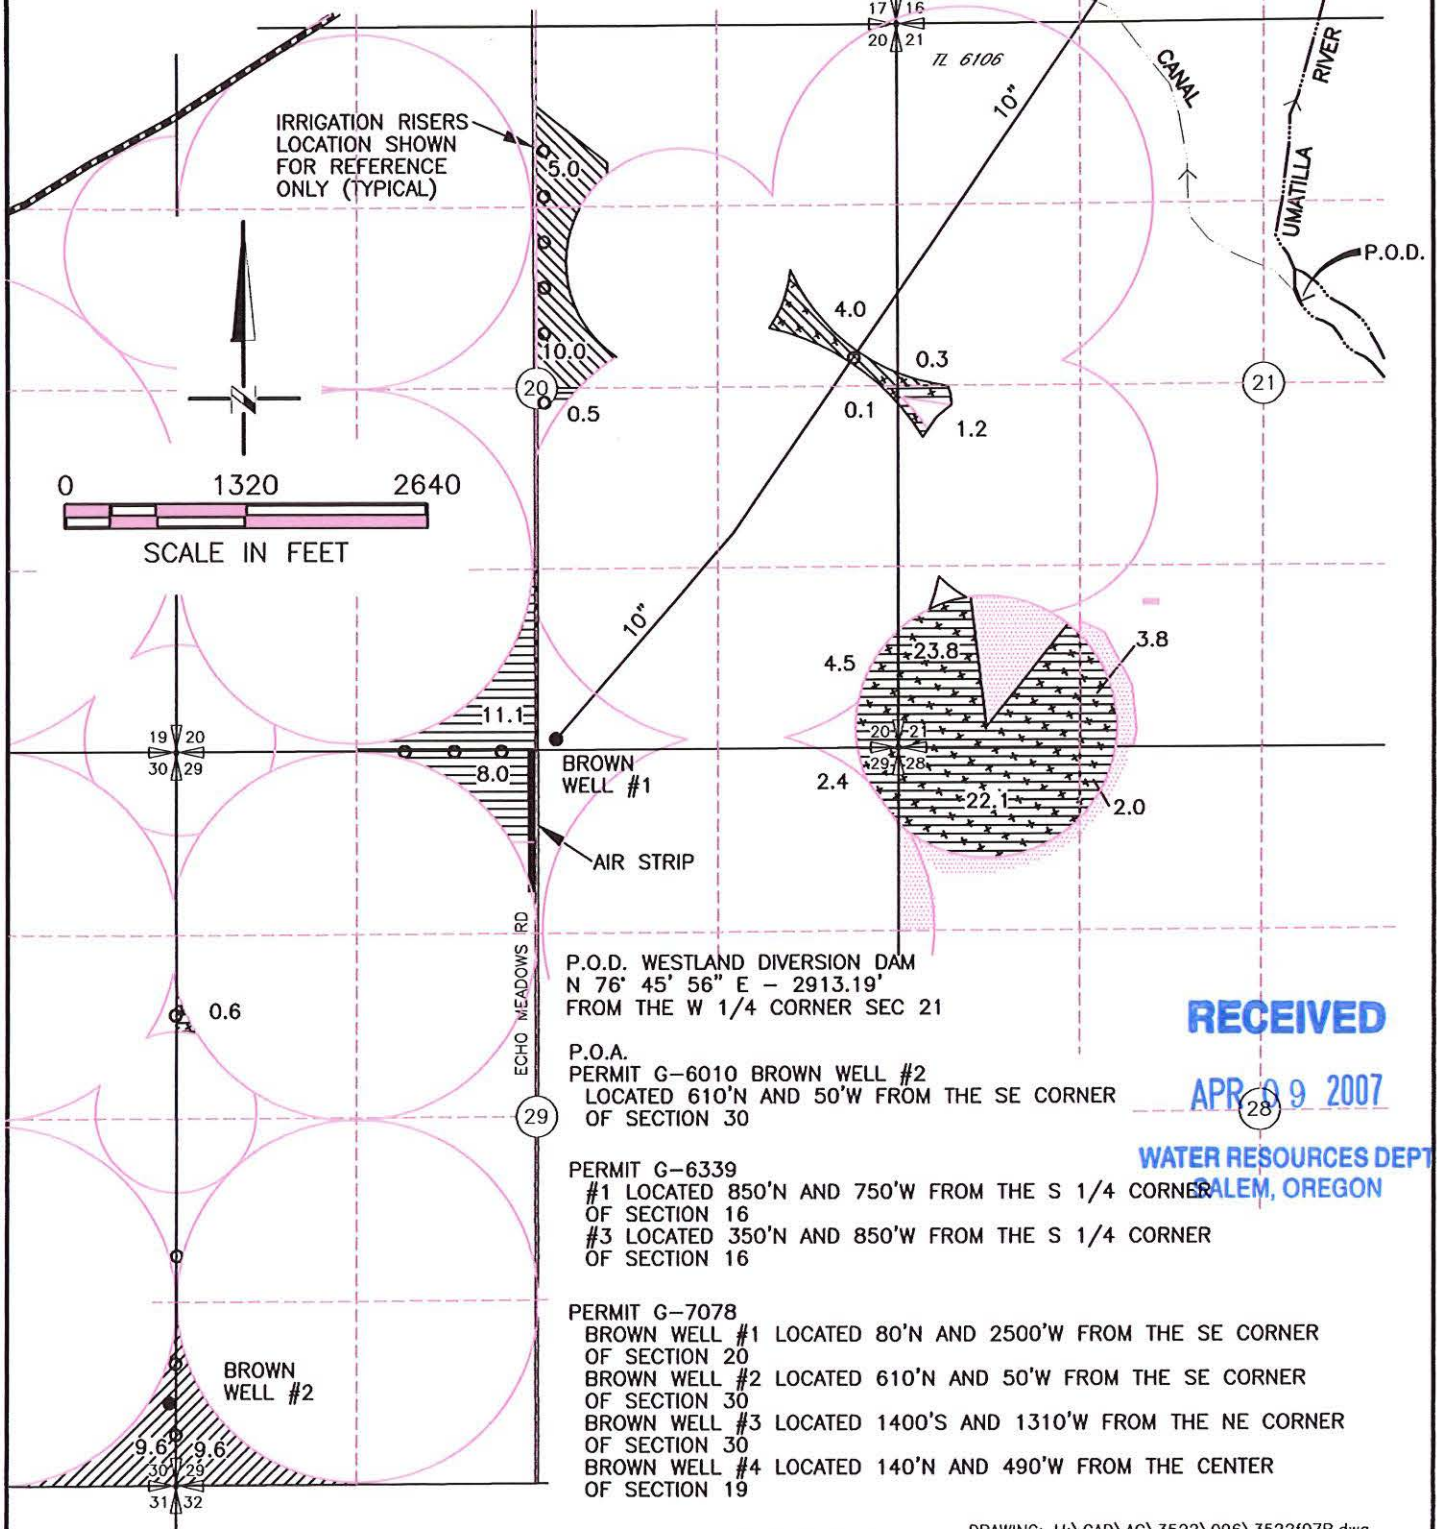 17 16
20 21
TL 6106
10"
CANAL
UMATILLA RIVER
P.O.D.
IRRIGATION RISERS
LOCATION SHOWN
FOR REFERENCE
ONLY (TYPICAL)
5.0
10.0
20
0.5
4.0
0.3
0.1
1.2
21
0 1320 2640
SCALE IN FEET
10"
11.1
8.0
19 20
30 29
BROWN
WELL #1
AIR STRIP
4.5
23.8
3.8
20 21
29 28
2.4
22.1
2.0
ECHO MEADOWS RD
0.6
P.O.D. WESTLAND DIVERSION DAM
N 76° 45' 56" E - 2913.19'
FROM THE W 1/4 CORNER SEC 21
RECEIVED
APR 09 2007
28
WATER RESOURCES DEPT
SALEM, OREGON
P.O.A.
PERMIT G-6010 BROWN WELL #2
LOCATED 610'N AND 50'W FROM THE SE CORNER
OF SECTION 30
29
PERMIT G-6339
#1 LOCATED 850'N AND 750'W FROM THE S 1/4 CORNER
OF SECTION 16
#3 LOCATED 350'N AND 850'W FROM THE S 1/4 CORNER
OF SECTION 16
PERMIT G-7078
BROWN WELL #1 LOCATED 80'N AND 2500'W FROM THE SE CORNER
OF SECTION 20
BROWN WELL #2 LOCATED 610'N AND 50'W FROM THE SE CORNER
OF SECTION 30
BROWN WELL #3 LOCATED 1400'S AND 1310'W FROM THE NE CORNER
OF SECTION 30
BROWN WELL #4 LOCATED 140'N AND 490'W FROM THE CENTER
OF SECTION 19
BROWN
WELL #2
9.6 9.6
30 29
31 32